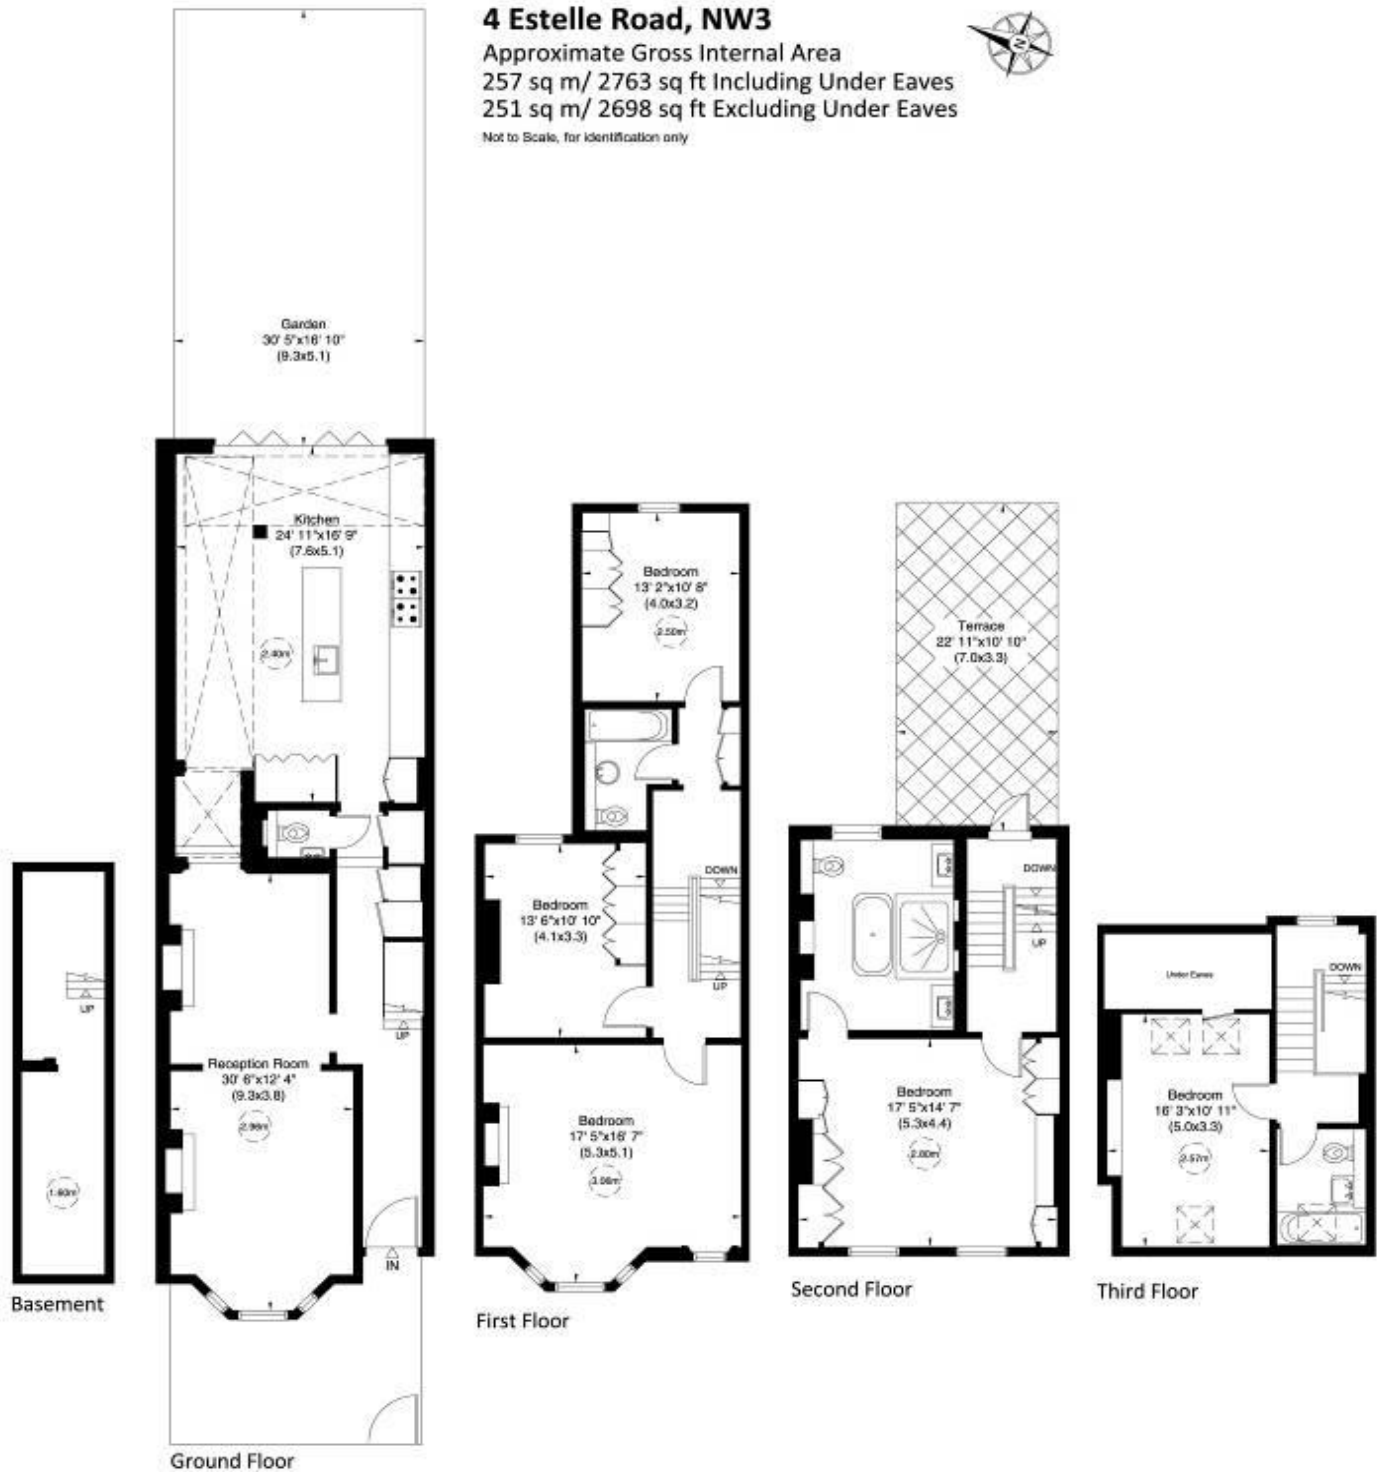 4 Estelle Road, NW3
Approximate Gross Internal Area
257 sq m/ 2763 sq ft Including Under Eaves
251 sq m/ 2698 sq ft Excluding Under Eaves
Not to Scale, for identification only
N
Garden
30' 5"x16' 10"
(9.3x5.1)
Kitchen
24' 11"x16' 9"
(7.6x5.1)
2.40m
UP
Reception Room
30' 6"x12' 4"
(9.3x3.8)
2.96m
IN
Ground Floor
UP
1.60m
Basement
Bedroom
13' 2"x10' 8"
(4.0x3.2)
2.50m
DOWN
Bedroom
13' 6"x10' 10"
(4.1x3.3)
UP
Bedroom
17' 5"x16' 7"
(5.3x5.1)
3.06m
First Floor
Terrace
22' 11"x10' 10"
(7.0x3.3)
DOWN
UP
Bedroom
17' 5"x14' 7"
(5.3x4.4)
2.80m
Second Floor
Under Eaves
DOWN
Bedroom
16' 3"x10' 11"
(5.0x3.3)
2.57m
Third Floor